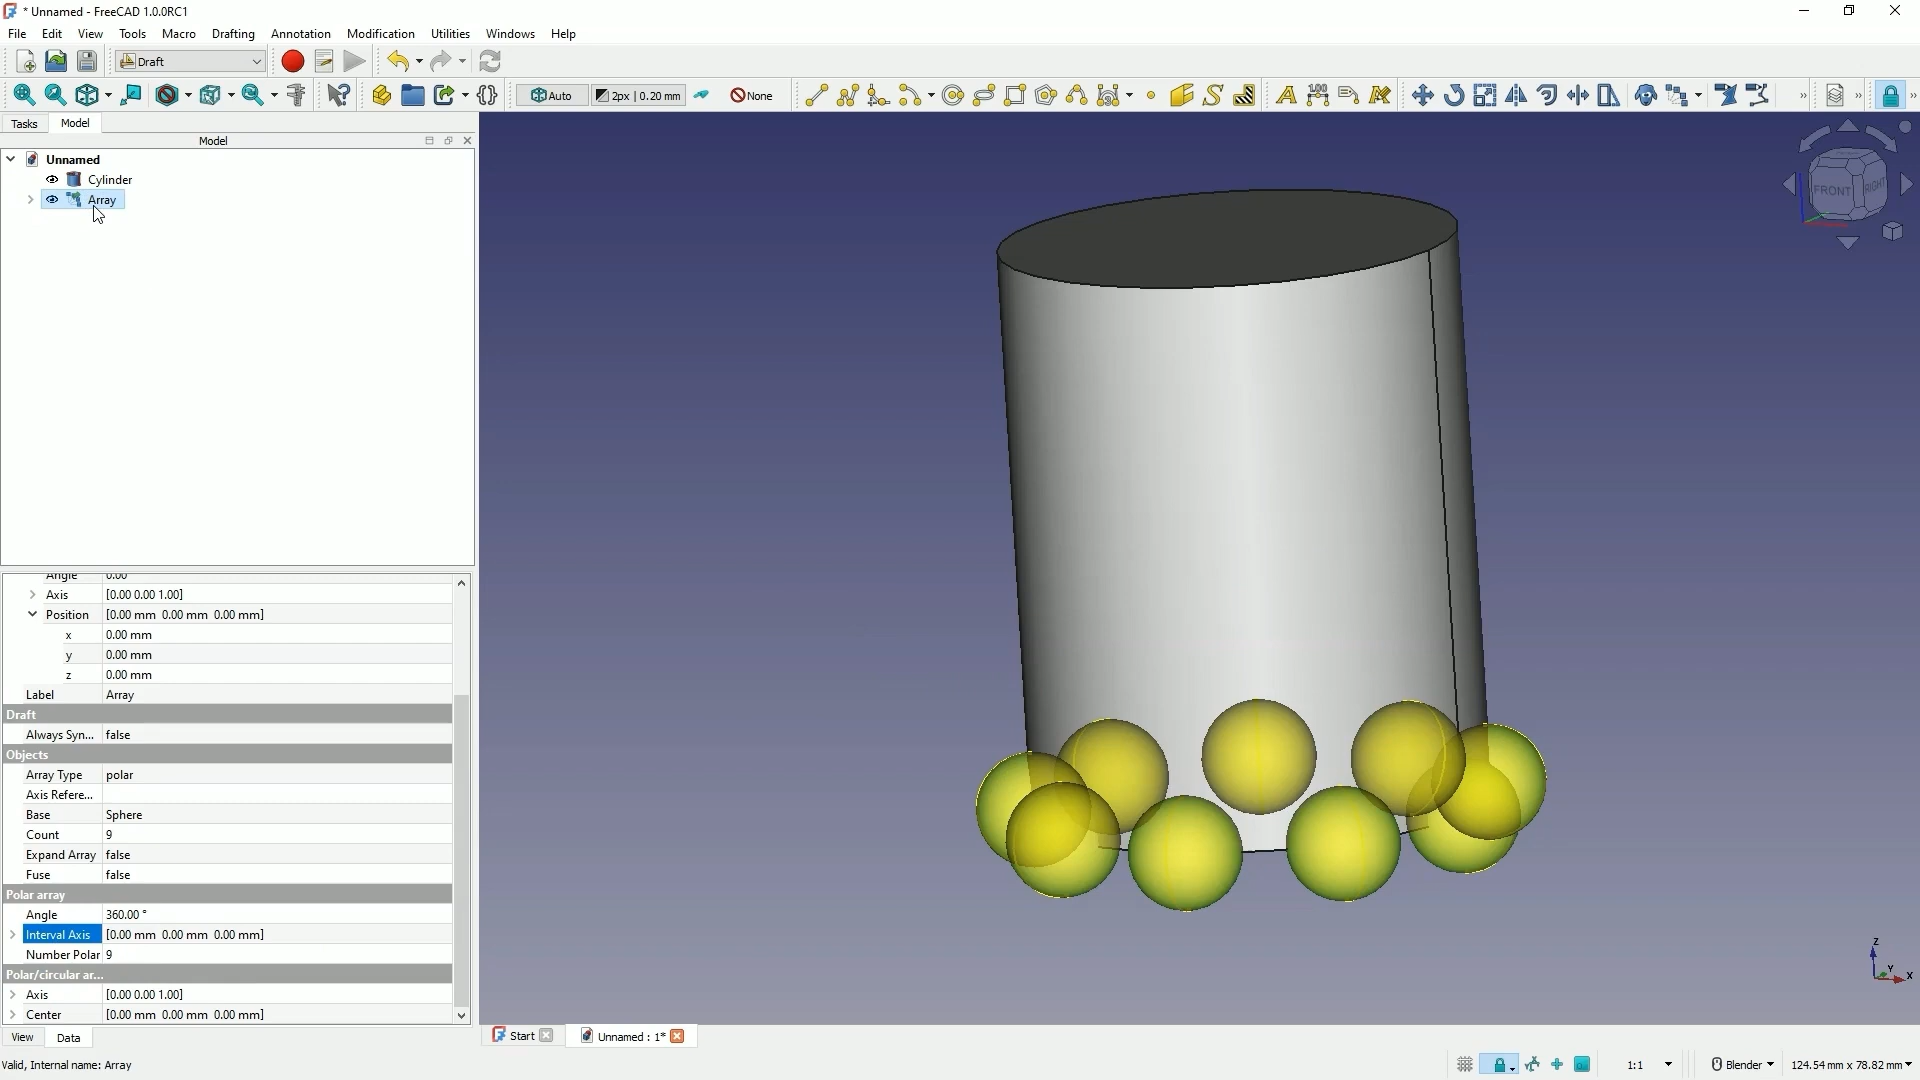 * Unnamed - FreeCAD 1.0.0RC1
File Edit View Tools Macro Drafting Annotation Modification Utilities Windows Help
Draft
Auto 2px | 0.20 mm None
Tasks Model
Model
Unnamed
Cylinder
Array
FRONT RIGHT
Angle 0.00
Axis [0.00 0.00 1.00]
Position [0.00 mm 0.00 mm 0.00 mm]
x 0.00 mm
y 0.00 mm
z 0.00 mm
Label Array
Draft
Always Syn... false
Objects
Array Type polar
Axis Refere...
Base Sphere
Count 9
Expand Array false
Fuse false
Polar array
Angle 360.00 °
Interval Axis [0.00 mm 0.00 mm 0.00 mm]
Number Polar 9
Polar/circular ar...
Axis [0.00 0.00 1.00]
Center [0.00 mm 0.00 mm 0.00 mm]
Z
Y
X
View Data
Start Unnamed : 1*
Valid, Internal name: Array
1:1 Blender 124.54 mm x 78.82 mm